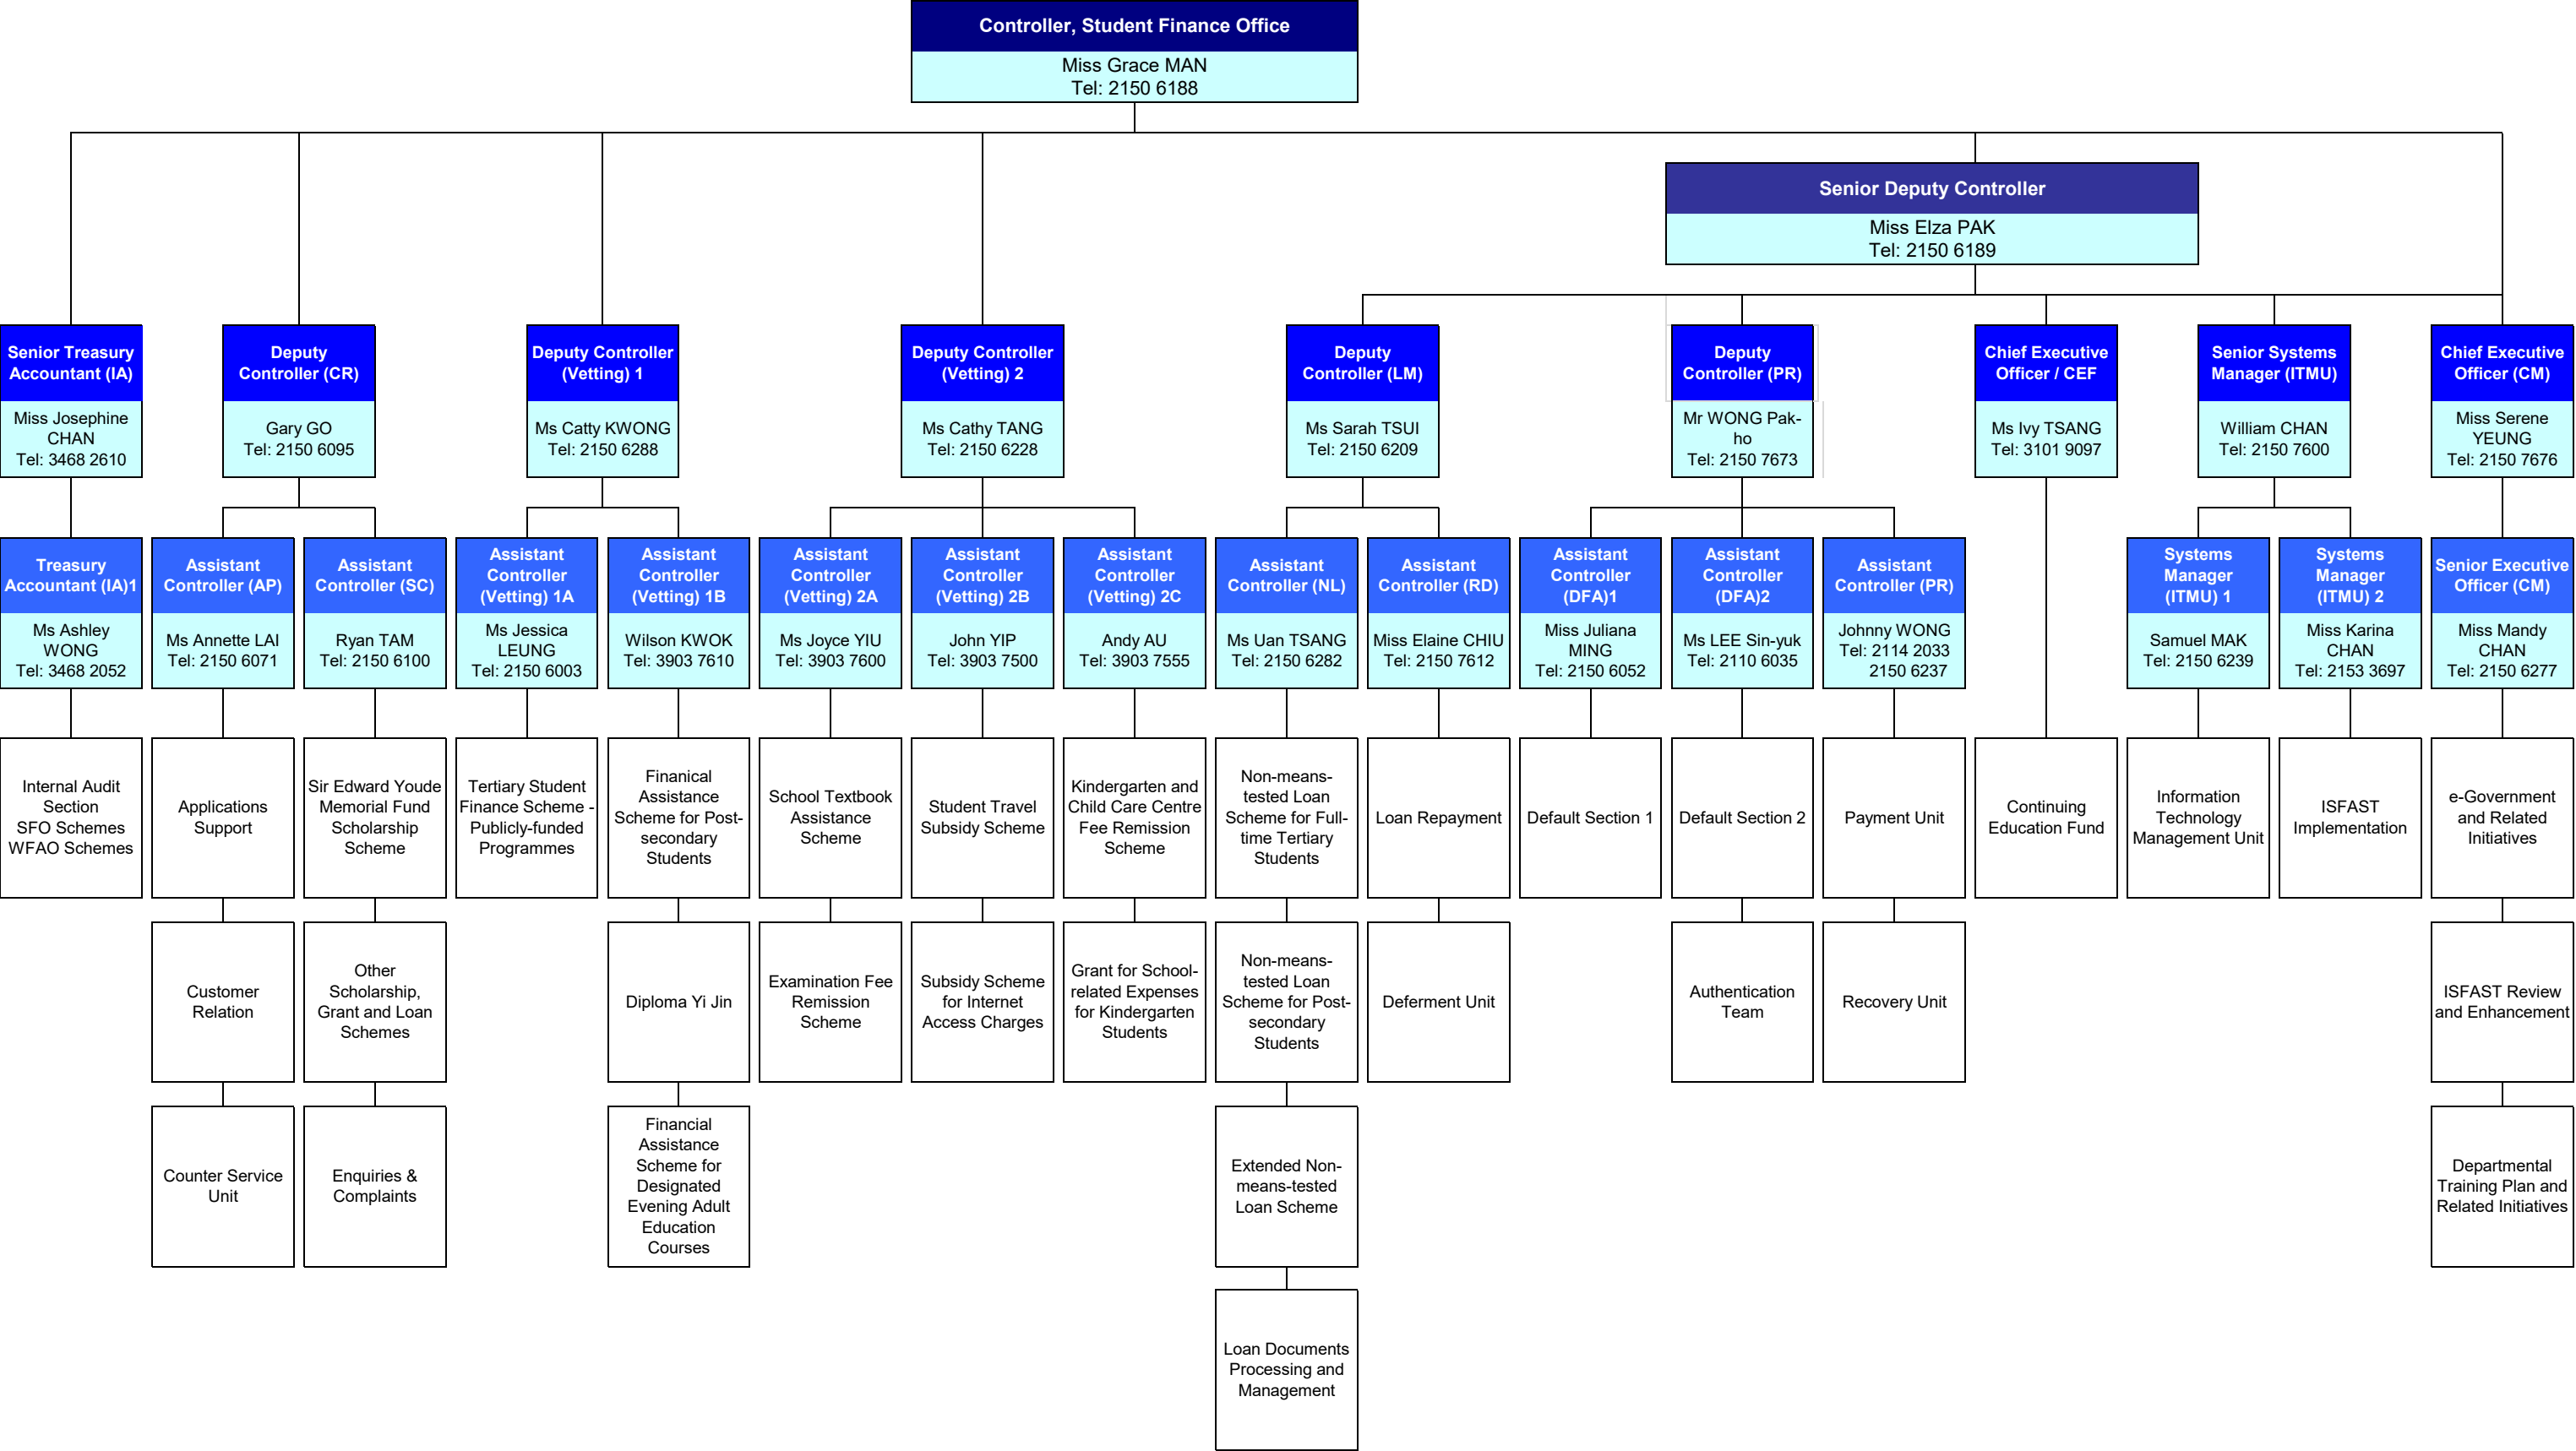 Controller, Student Finance Office
Miss Grace MAN
Tel: 2150 6188
Senior Deputy Controller
Miss Elza PAK
Tel: 2150 6189
Senior Treasury
Accountant (IA)
Miss Josephine
CHAN
Tel: 3468 2610
Deputy
Controller (CR)
Gary GO
Tel: 2150 6095
Deputy Controller
(Vetting) 1
Ms Catty KWONG
Tel: 2150 6288
Deputy Controller
(Vetting) 2
Ms Cathy TANG
Tel: 2150 6228
Deputy
Controller (LM)
Ms Sarah TSUI
Tel: 2150 6209
Deputy
Controller (PR)
Mr WONG Pak-
ho
Tel: 2150 7673
Chief Executive
Officer / CEF
Ms Ivy TSANG
Tel: 3101 9097
Senior Systems
Manager (ITMU)
William CHAN
Tel: 2150 7600
Chief Executive
Officer (CM)
Miss Serene
YEUNG
Tel: 2150 7676
Treasury
Accountant (IA)1
Ms Ashley
WONG
Tel: 3468 2052
Assistant
Controller (AP)
Ms Annette LAI
Tel: 2150 6071
Assistant
Controller (SC)
Ryan TAM
Tel: 2150 6100
Assistant
Controller
(Vetting) 1A
Ms Jessica
LEUNG
Tel: 2150 6003
Assistant
Controller
(Vetting) 1B
Wilson KWOK
Tel: 3903 7610
Assistant
Controller
(Vetting) 2A
Ms Joyce YIU
Tel: 3903 7600
Assistant
Controller
(Vetting) 2B
John YIP
Tel: 3903 7500
Assistant
Controller
(Vetting) 2C
Andy AU
Tel: 3903 7555
Assistant
Controller (NL)
Ms Uan TSANG
Tel: 2150 6282
Assistant
Controller (RD)
Miss Elaine CHIU
Tel: 2150 7612
Assistant
Controller
(DFA)1
Miss Juliana
MING
Tel: 2150 6052
Assistant
Controller
(DFA)2
Ms LEE Sin-yuk
Tel: 2110 6035
Assistant
Controller (PR)
Johnny WONG
Tel: 2114 2033
2150 6237
Systems
Manager
(ITMU) 1
Samuel MAK
Tel: 2150 6239
Systems
Manager
(ITMU) 2
Miss Karina
CHAN
Tel: 2153 3697
Senior Executive
Officer (CM)
Miss Mandy
CHAN
Tel: 2150 6277
Internal Audit
Section
SFO Schemes
WFAO Schemes
Applications
Support
Sir Edward Youde
Memorial Fund
Scholarship
Scheme
Tertiary Student
Finance Scheme -
Publicly-funded
Programmes
Finanical
Assistance
Scheme for Post-
secondary
Students
School Textbook
Assistance
Scheme
Student Travel
Subsidy Scheme
Kindergarten and
Child Care Centre
Fee Remission
Scheme
Non-means-
tested Loan
Scheme for Full-
time Tertiary
Students
Loan Repayment
Default Section 1
Default Section 2
Payment Unit
Continuing
Education Fund
Information
Technology
Management Unit
ISFAST
Implementation
e-Government
and Related
Initiatives
Customer
Relation
Other
Scholarship,
Grant and Loan
Schemes
Diploma Yi Jin
Examination Fee
Remission
Scheme
Subsidy Scheme
for Internet
Access Charges
Grant for School-
related Expenses
for Kindergarten
Students
Non-means-
tested Loan
Scheme for Post-
secondary
Students
Deferment Unit
Authentication
Team
Recovery Unit
ISFAST Review
and Enhancement
Counter Service
Unit
Enquiries &
Complaints
Financial
Assistance
Scheme for
Designated
Evening Adult
Education
Courses
Extended Non-
means-tested
Loan Scheme
Departmental
Training Plan and
Related Initiatives
Loan Documents
Processing and
Management